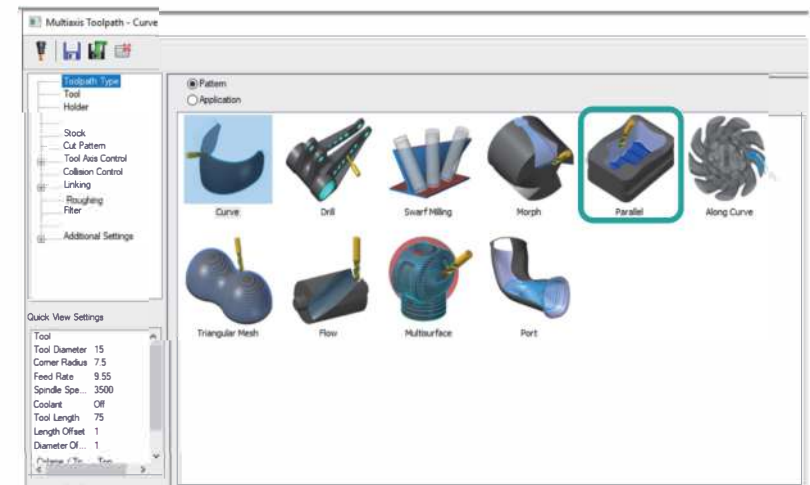 Multiaxis Toolpath - Curve
Toolpath Type
Tool
Holder
Stock
Cut Pattern
Tool Axis Control
Collision Control
Linking
Roughing
Filter
Additional Settings
Pattern
Application
Curve
Drill
Swarf Milling
Morph
Parallel
Along Curve
Triangular Mesh
Flow
Multisurface
Port
Quick View Settings
Tool
Tool Diameter 15
Corner Radius 7.5
Feed Rate 9.55
Spindle Spe... 3500
Coolant Off
Tool Length 75
Length Offset 1
Diameter Of... 1